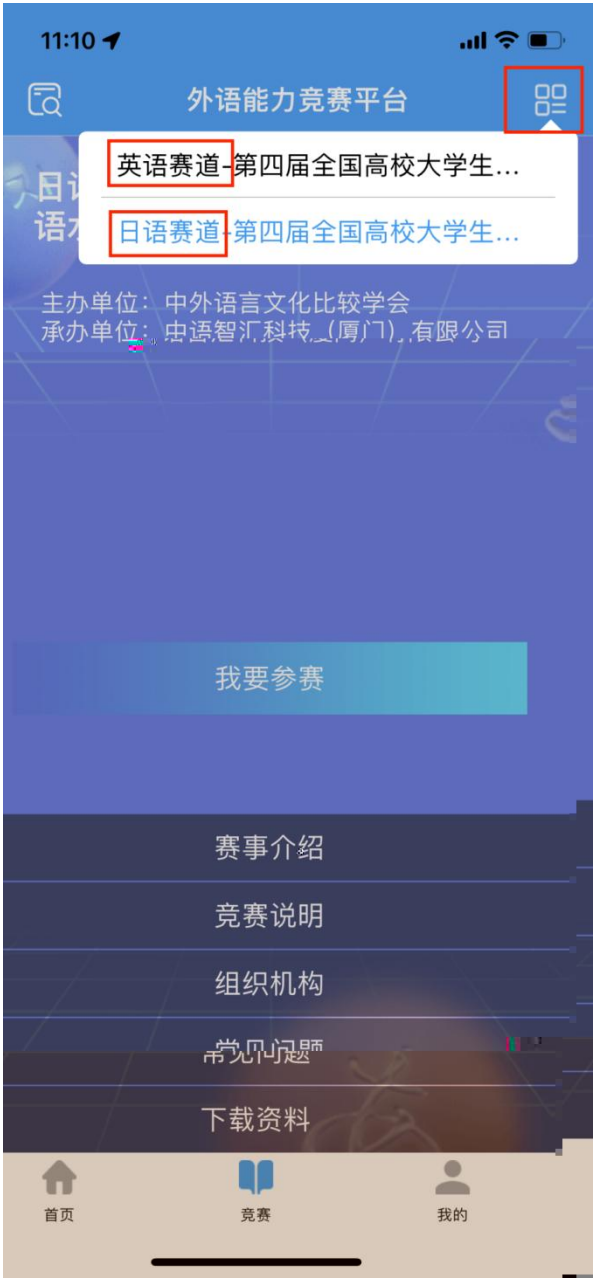 11:10
外语能力竞赛平台
英语赛道-第四届全国高校大学生...
日语赛道-第四届全国高校大学生...
日
语
主办单位：中外语言文化比较学会
承办单位：中语智汇科技（厦门）有限公司
我要参赛
赛事介绍
竞赛说明
组织机构
常见问题
下载资料
首页
竞赛
我的